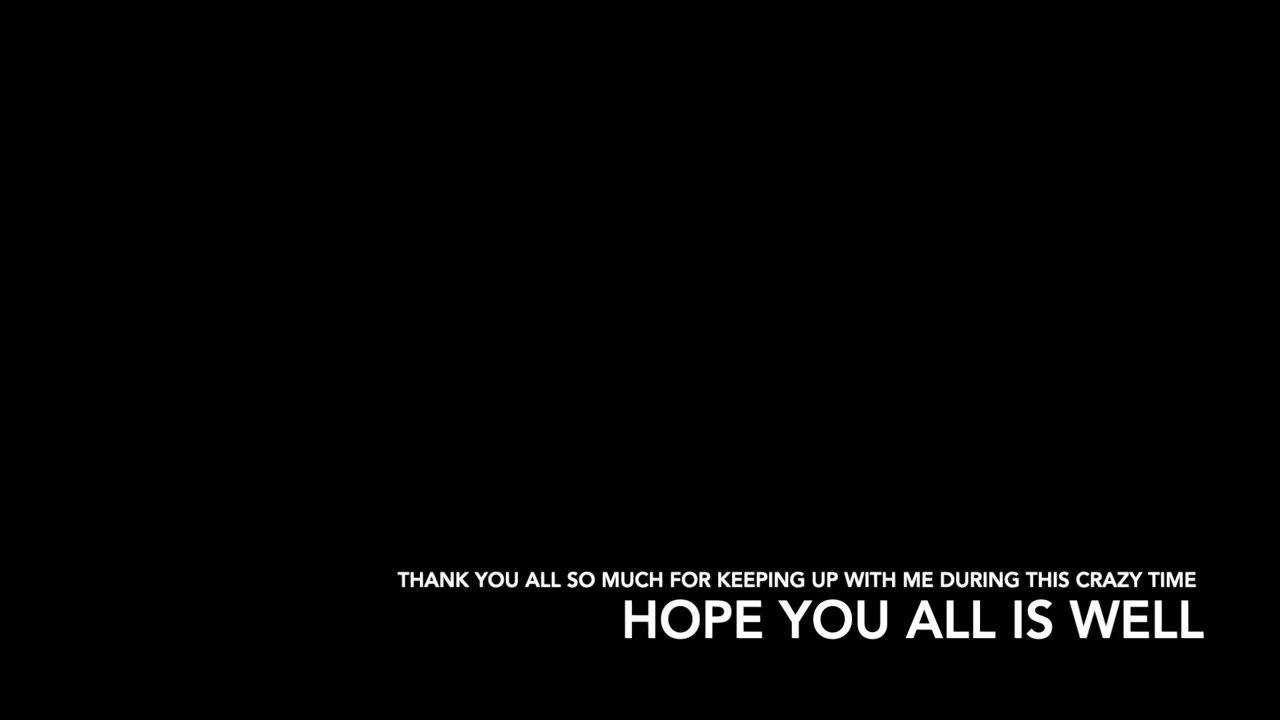 THANK YOU ALL SO MUCH FOR KEEPING UP WITH ME DURING THIS CRAZY TIME
HOPE YOU ALL IS WELL